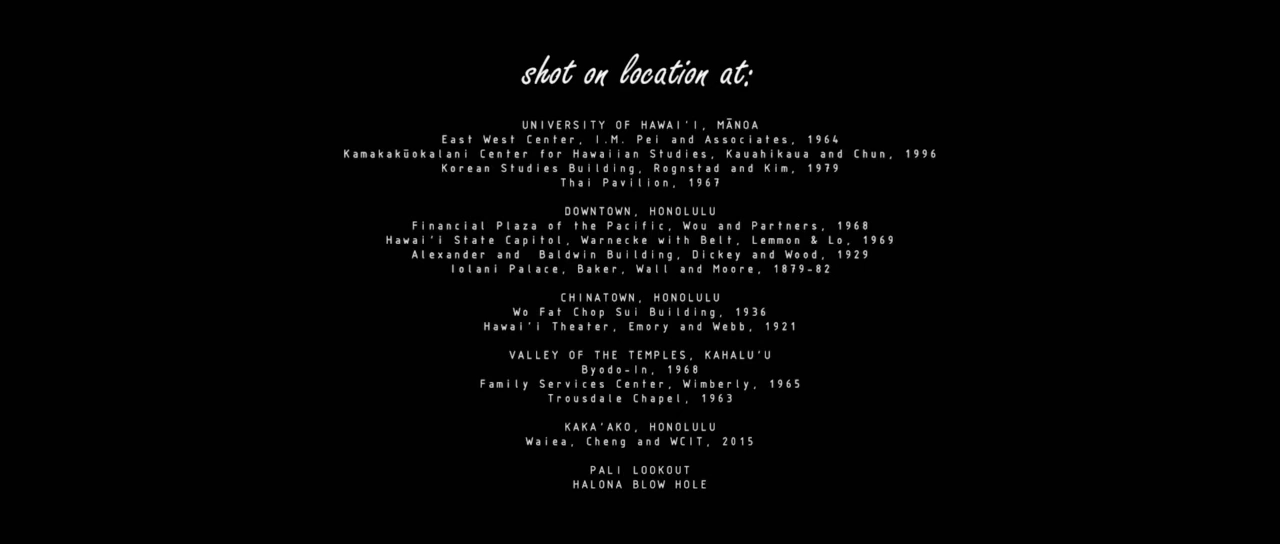 shot on location at:
UNIVERSITY OF HAWAI'I, MĀNOA
East West Center, I.M. Pei and Associates, 1964
Kamakakūokalani Center for Hawaiian Studies, Kauahikaua and Chun, 1996
Korean Studies Building, Rognstad and Kim, 1979
Thai Pavilion, 1967
DOWNTOWN, HONOLULU
Financial Plaza of the Pacific, Wou and Partners, 1968
Hawai'i State Capitol, Warnecke with Belt, Lemmon & Lo, 1969
Alexander and Baldwin Building, Dickey and Wood, 1929
Iolani Palace, Baker, Wall and Moore, 1879-82
CHINATOWN, HONOLULU
Wo Fat Chop Sui Building, 1936
Hawai'i Theater, Emory and Webb, 1921
VALLEY OF THE TEMPLES, KAHALU'U
Byodo-In, 1968
Family Services Center, Wimberly, 1965
Trousdale Chapel, 1963
KAKA'AKO, HONOLULU
Waiea, Cheng and WCIT, 2015
PALI LOOKOUT
HALONA BLOW HOLE